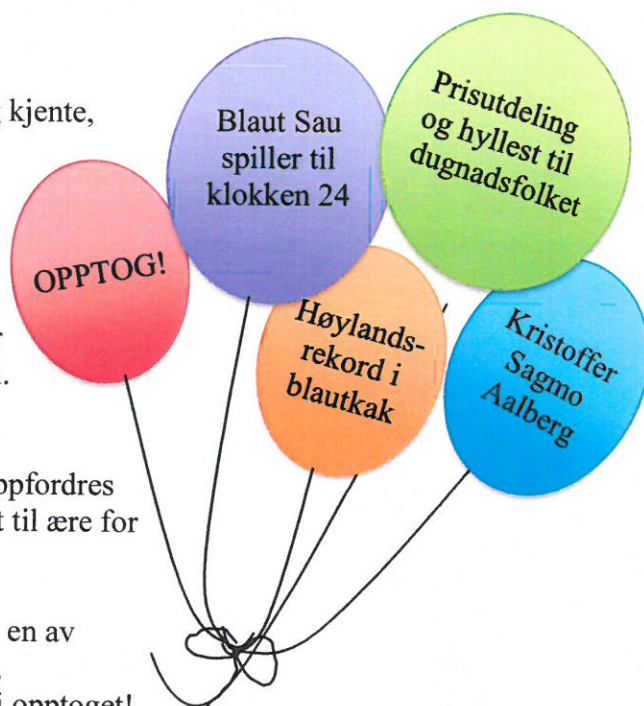 kjente,
Blaut Sau
spiller til
klokken 24
Prisutdeling
og hyllest til
dugnadsfolket
OPPTOG!
Høylands-
rekord i
blautkak
Kristoffer
Sagmo
Aalberg
ppfordres
t til ære for
en av
i opptoget!